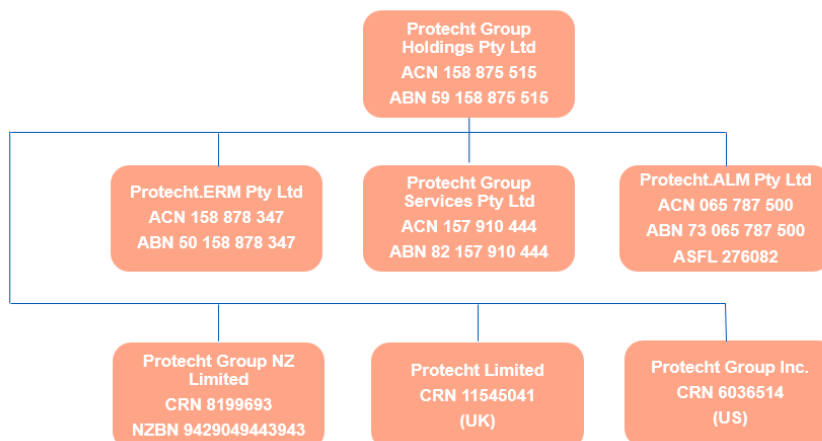 Protecht Group
Holdings Pty Ltd
ACN 158 875 515
ABN 59 158 875 515
Protecht.ERM Pty Ltd
ACN 158 878 347
ABN 50 158 878 347
Protecht Group
Services Pty Ltd
ACN 157 910 444
ABN 82 157 910 444
Protecht.ALM Pty Ltd
ACN 065 787 500
ABN 73 065 787 500
ASFL 276082
Protecht Group NZ
Limited
CRN 8199693
NZBN 9429049443943
Protecht Limited
CRN 11545041
(UK)
Protecht Group Inc.
CRN 6036514
(US)